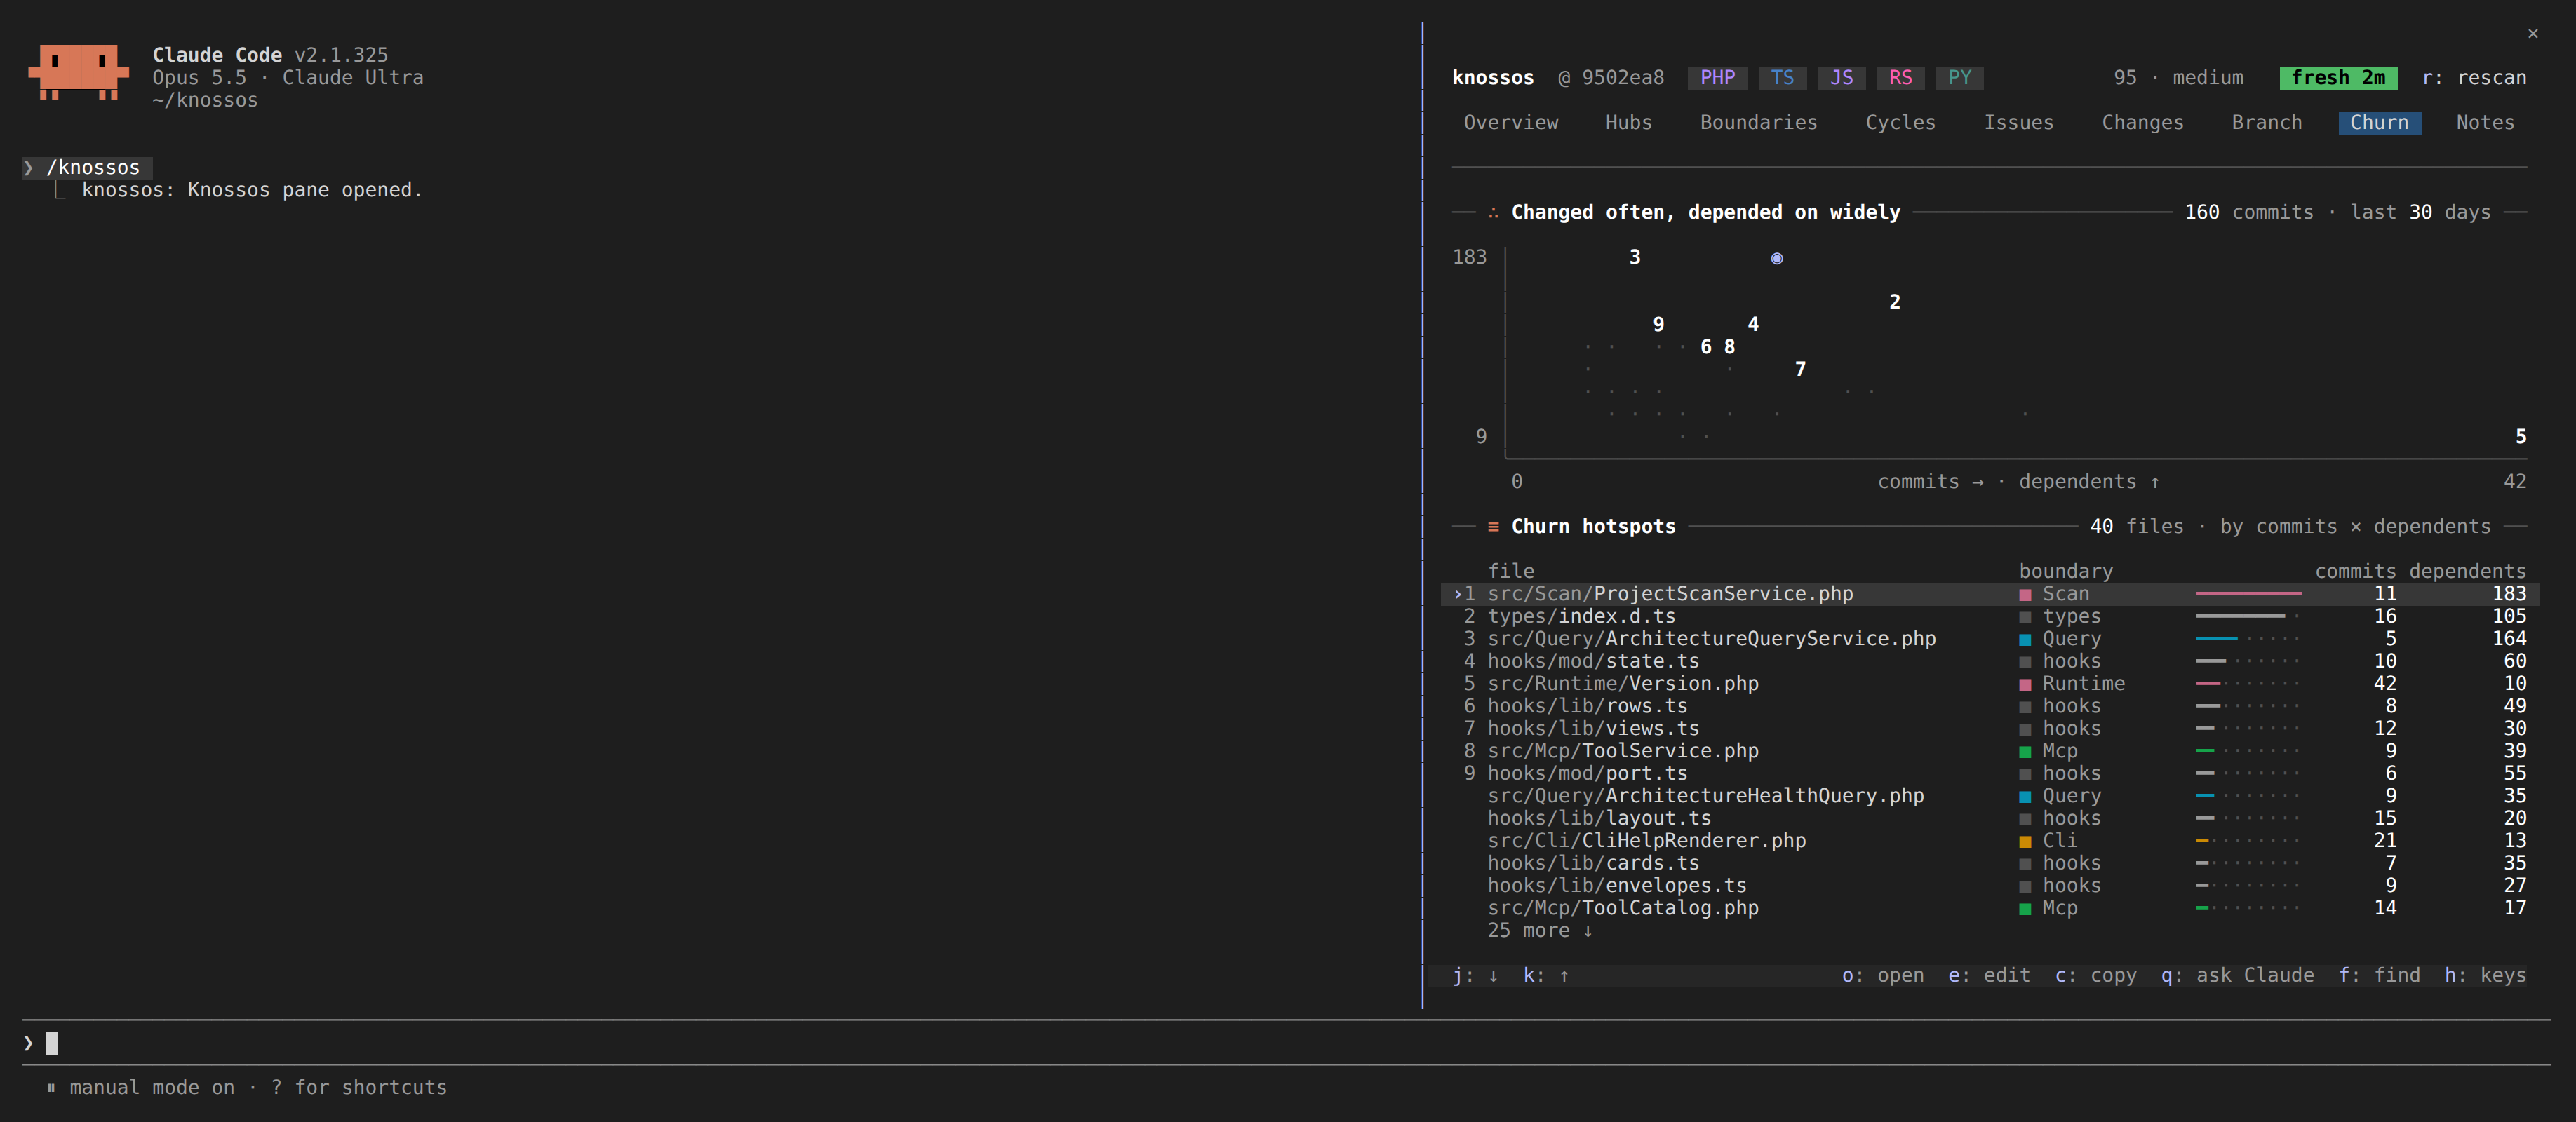 Claude Code v2.1.325
Opus 5.5 · Claude Ultra
~/knossos
❯ /knossos
⎿ knossos: Knossos pane opened.
×
knossos @ 9502ea8 PHP TS JS RS PY 95 · medium fresh 2m r: rescan
Overview Hubs Boundaries Cycles Issues Changes Branch Churn Notes
∴ Changed often, depended on widely 160 commits · last 30 days
183 3 ◉
2
9 4
6 8
7
9 5
0 commits → · dependents ↑ 42
≡ Churn hotspots 40 files · by commits × dependents
file boundary commits dependents
›1 src/Scan/ProjectScanService.php ■ Scan 11 183
2 types/index.d.ts ■ types 16 105
3 src/Query/ArchitectureQueryService.php ■ Query 5 164
4 hooks/mod/state.ts ■ hooks 10 60
5 src/Runtime/Version.php ■ Runtime 42 10
6 hooks/lib/rows.ts ■ hooks 8 49
7 hooks/lib/views.ts ■ hooks 12 30
8 src/Mcp/ToolService.php ■ Mcp 9 39
9 hooks/mod/port.ts ■ hooks 6 55
src/Query/ArchitectureHealthQuery.php ■ Query 9 35
hooks/lib/layout.ts ■ hooks 15 20
src/Cli/CliHelpRenderer.php ■ Cli 21 13
hooks/lib/cards.ts ■ hooks 7 35
hooks/lib/envelopes.ts ■ hooks 9 27
src/Mcp/ToolCatalog.php ■ Mcp 14 17
25 more ↓
j: ↓ k: ↑ o: open e: edit c: copy q: ask Claude f: find h: keys
❯
⏸ manual mode on · ? for shortcuts